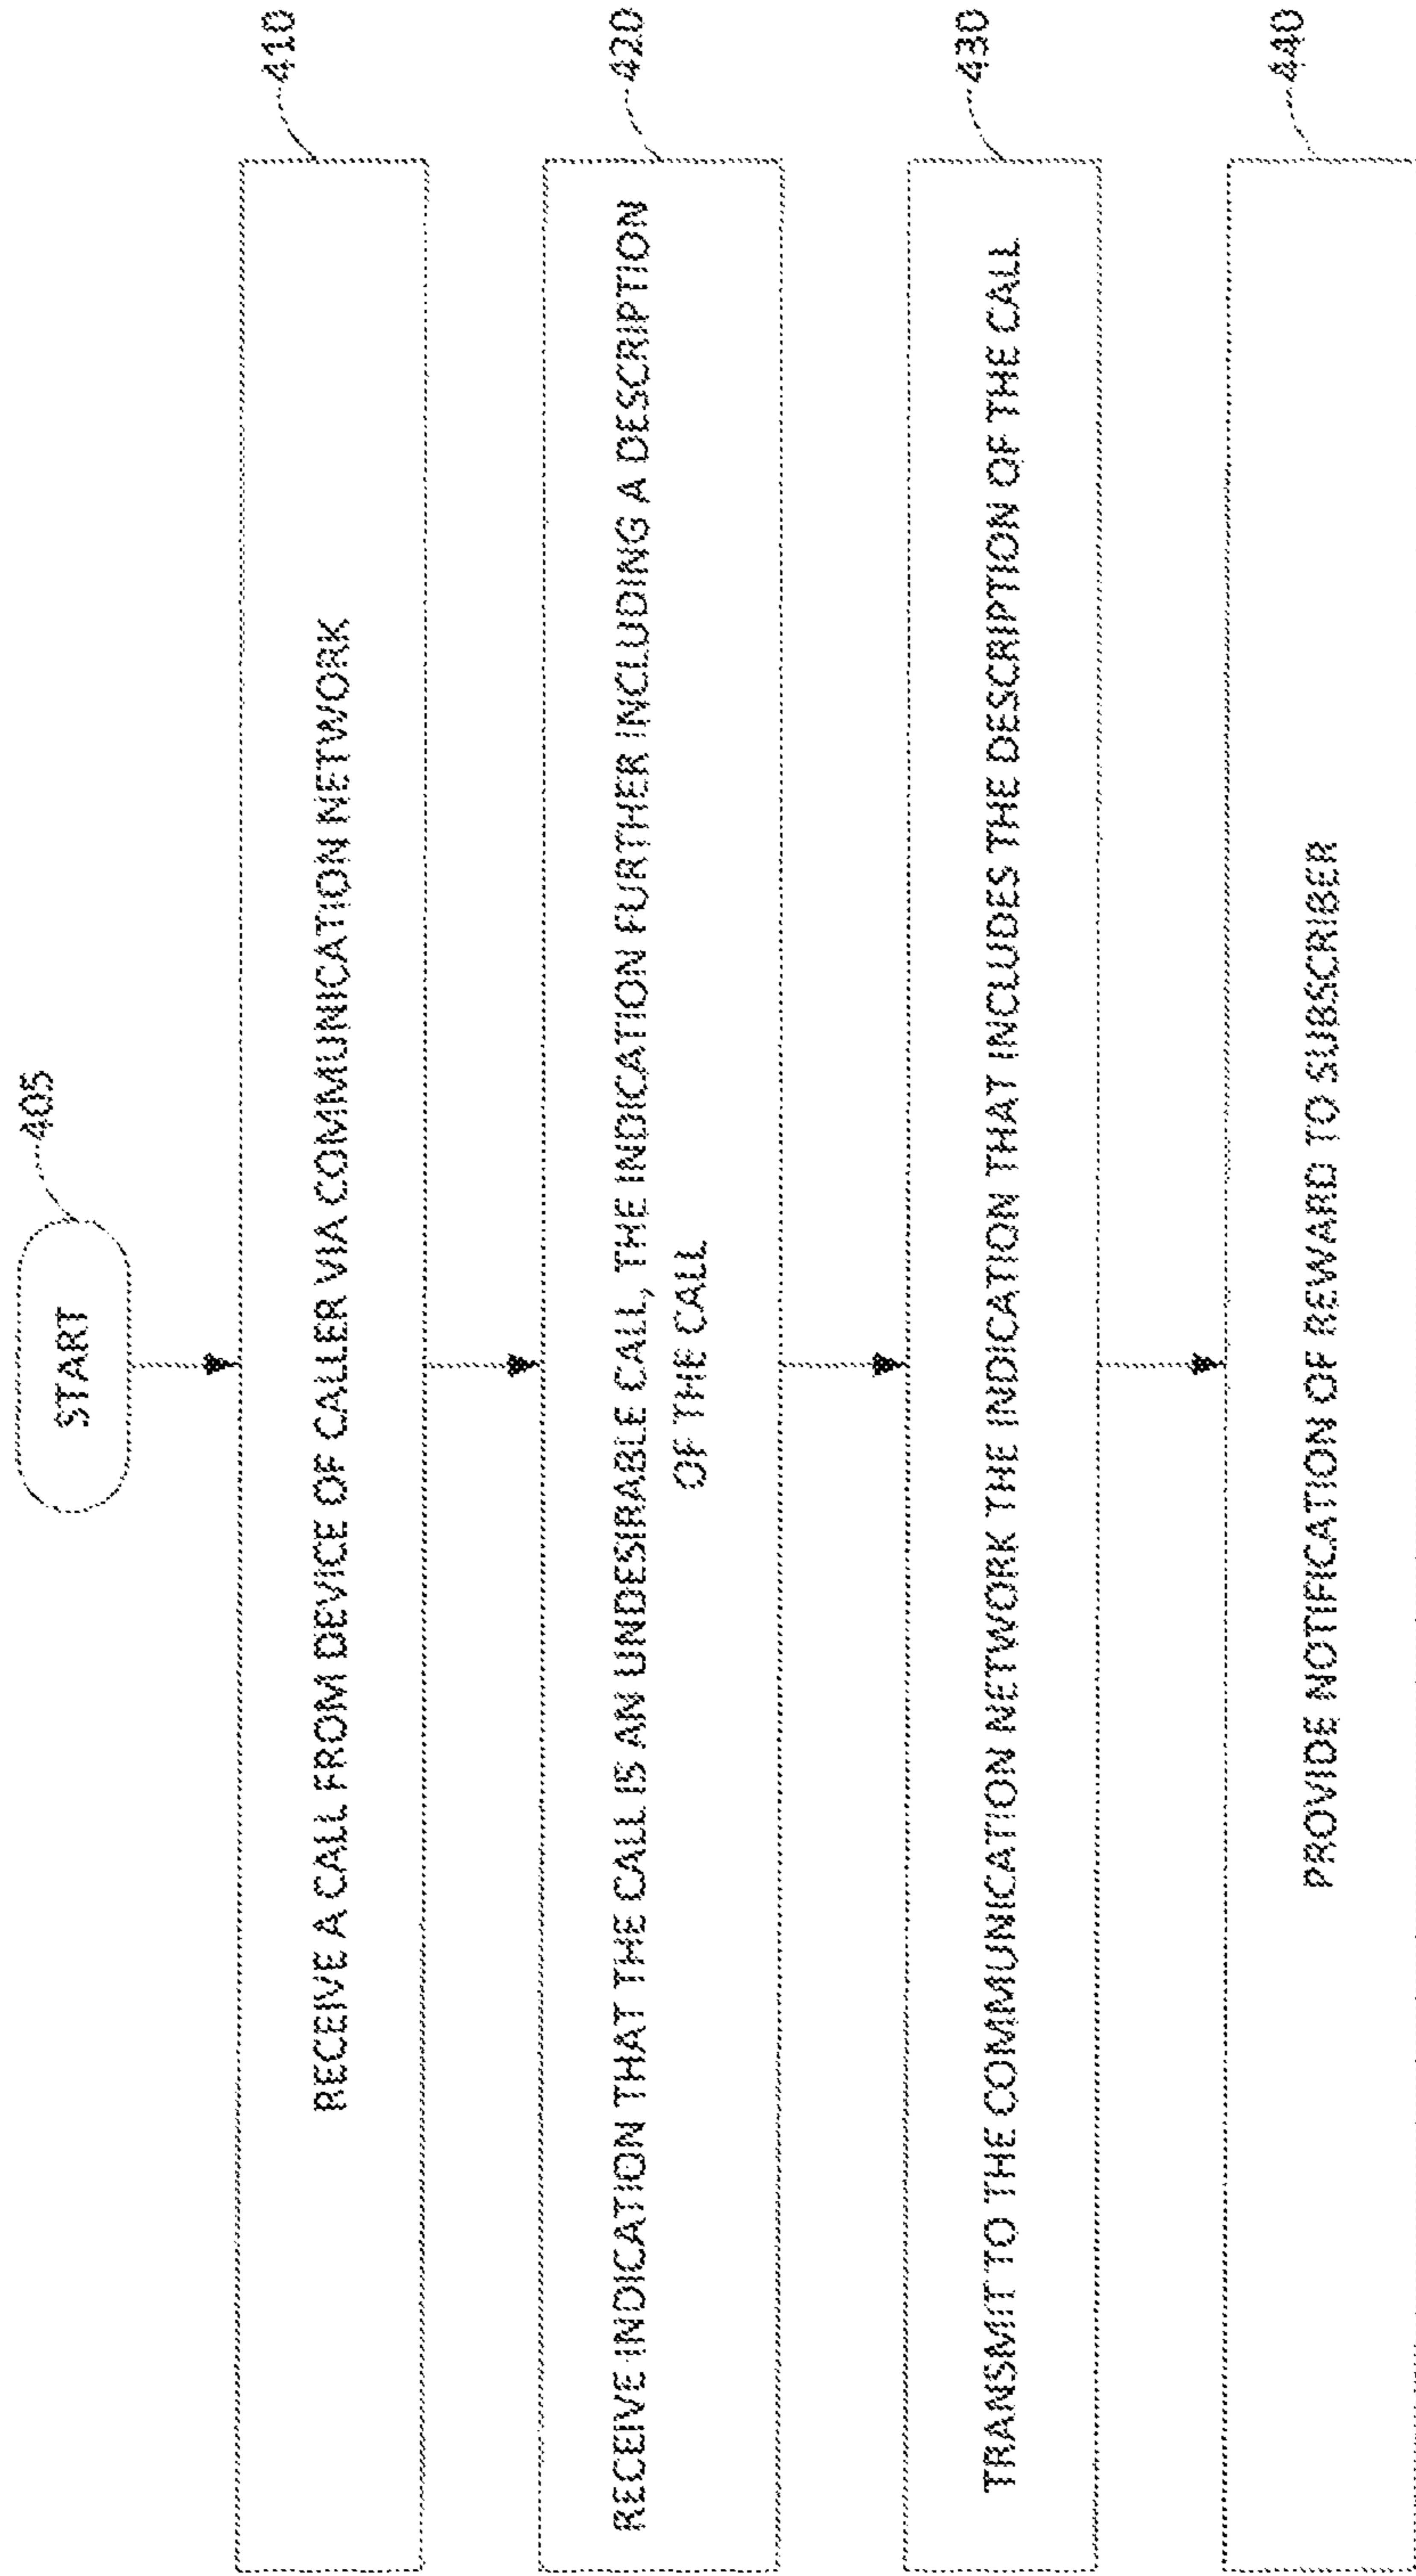 START
405
RECEIVE A CALL FROM DEVICE OF CALLER VIA COMMUNICATION NETWORK
410
RECEIVE INDICATION THAT THE CALL IS AN UNDESIRABLE CALL, THE INDICATION FURTHER INCLUDING A DESCRIPTION
OF THE CALL
420
TRANSMIT TO THE COMMUNICATION NETWORK THE INDICATION THAT INCLUDES THE DESCRIPTION OF THE CALL
430
PROVIDE NOTIFICATION OF REWARD TO SUBSCRIBER
440